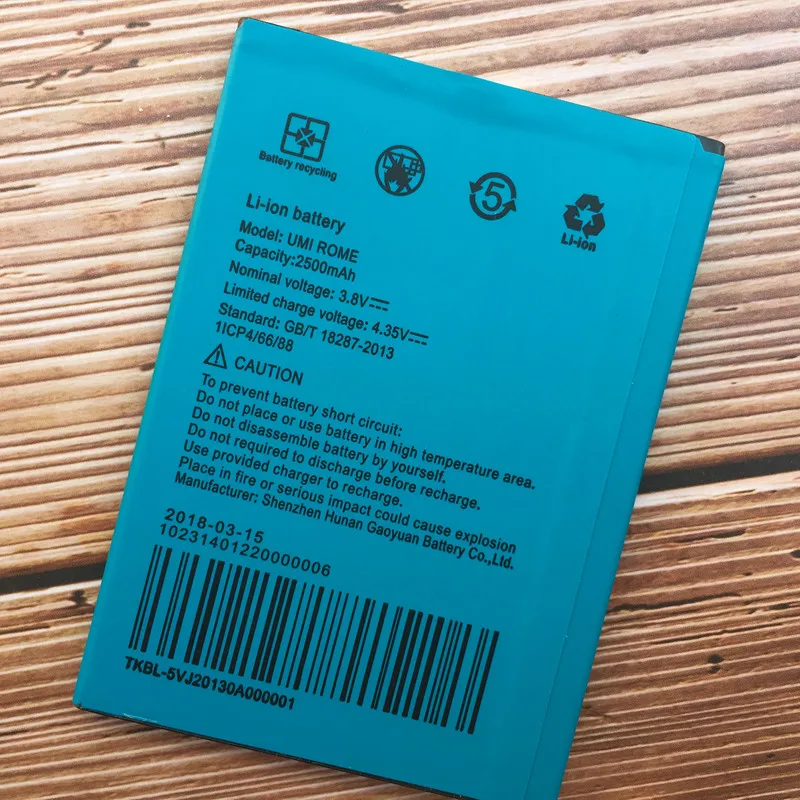 Battery recycling
5
Li-ion
Li-ion battery
Model: UMI ROME
Capacity:2500mAh
Nominal voltage: 3.8V
Limited charge voltage: 4.35V
Standard: GB/T 18287-2013
1ICP4/66/88
CAUTION
To prevent battery short circuit:
Do not place or use battery in high temperature area.
Do not disassemble battery by yourself.
Do not required to discharge before recharge.
Use provided charger to recharge.
Place in fire or serious impact could cause explosion
Manufacturer: Shenzhen Hunan Gaoyuan Battery Co.,Ltd.
2018-03-15
10231401220000006
TKBL-5VJ20130A000001